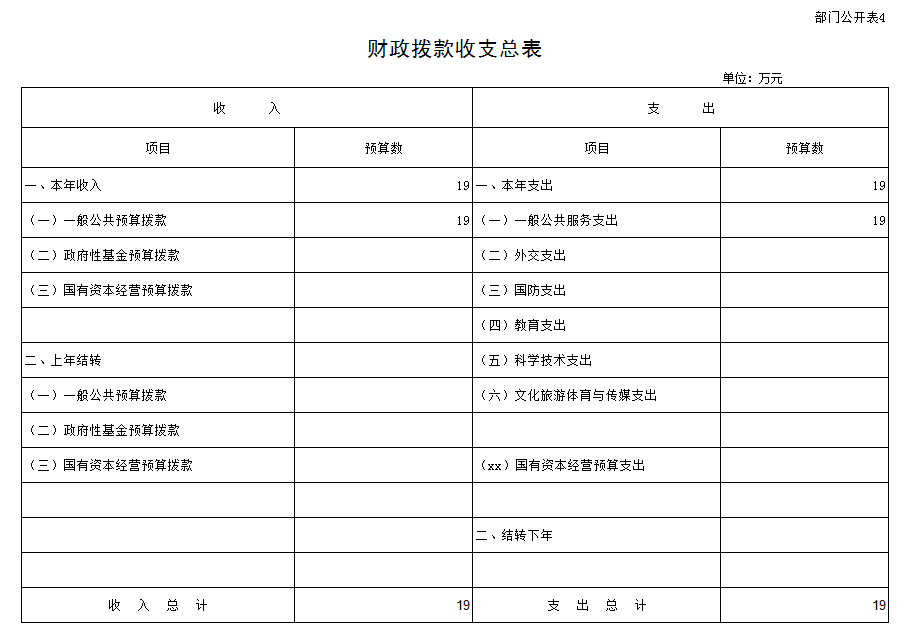 部门公开表4
财政拨款收支总表
单位：万元
收 入 支 出
项目 预算数 项目 预算数
一、本年收入 19 一、本年支出 19
（一）一般公共预算拨款 19 （一）一般公共服务支出 19
（二）政府性基金预算拨款 （二）外交支出
（三）国有资本经营预算拨款 （三）国防支出
（四）教育支出
二、上年结转 （五）科学技术支出
（一）一般公共预算拨款 （六）文化旅游体育与传媒支出
（二）政府性基金预算拨款
（三）国有资本经营预算拨款 （xx）国有资本经营预算支出
二、结转下年
收 入 总 计 19 支 出 总 计 19